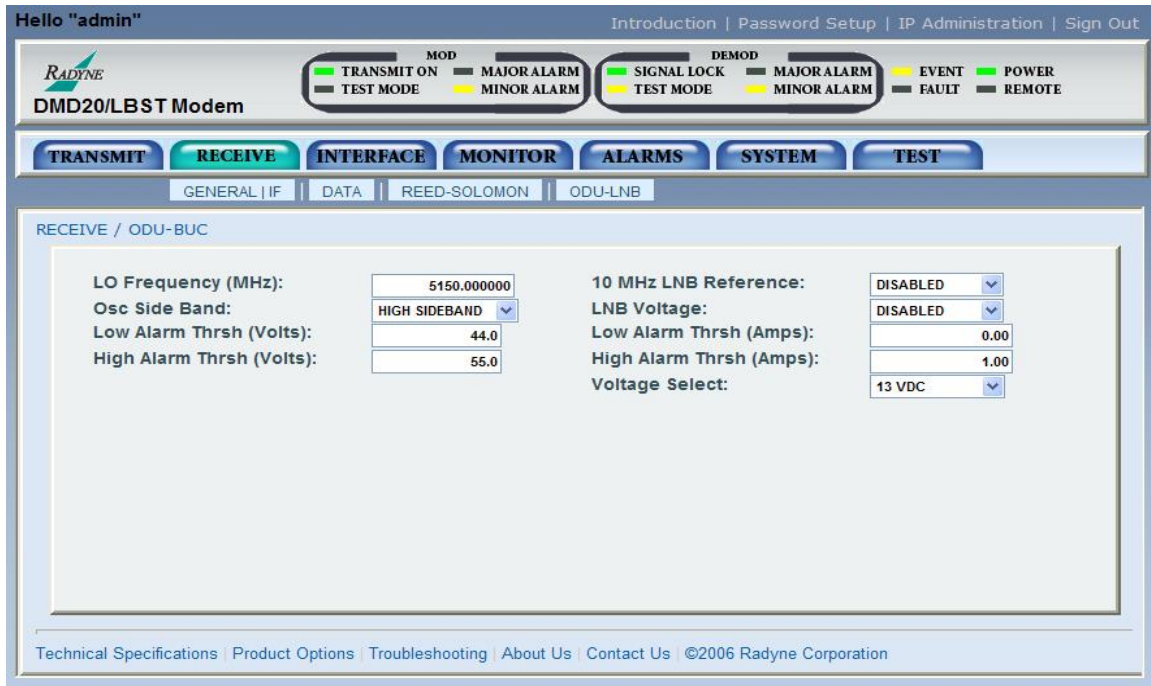 Hello "admin"
Introduction | Password Setup | IP Administration | Sign Out
RADYNE
DMD20/LBST Modem
MOD
TRANSMIT ON MAJOR ALARM
TEST MODE MINOR ALARM
DEMOD
SIGNAL LOCK MAJOR ALARM
TEST MODE MINOR ALARM
EVENT POWER
FAULT REMOTE
TRANSMIT RECEIVE INTERFACE MONITOR ALARMS SYSTEM TEST
GENERAL | IF DATA REED-SOLOMON ODU-LNB
RECEIVE / ODU-BUC
LO Frequency (MHz): 5150.000000
Osc Side Band: HIGH SIDEBAND
Low Alarm Thrsh (Volts): 44.0
High Alarm Thrsh (Volts): 55.0
10 MHz LNB Reference: DISABLED
LNB Voltage: DISABLED
Low Alarm Thrsh (Amps): 0.00
High Alarm Thrsh (Amps): 1.00
Voltage Select: 13 VDC
Technical Specifications | Product Options | Troubleshooting | About Us | Contact Us | ©2006 Radyne Corporation